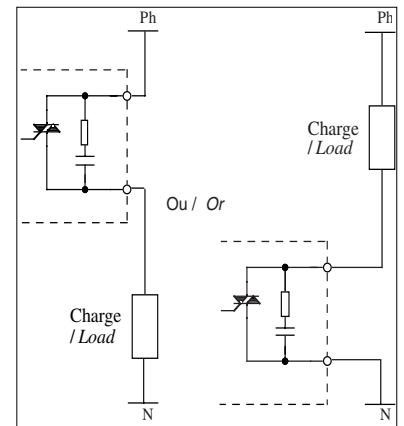 Ph
Charge
/ Load
N
Ou / Or
Ph
Charge
/ Load
N